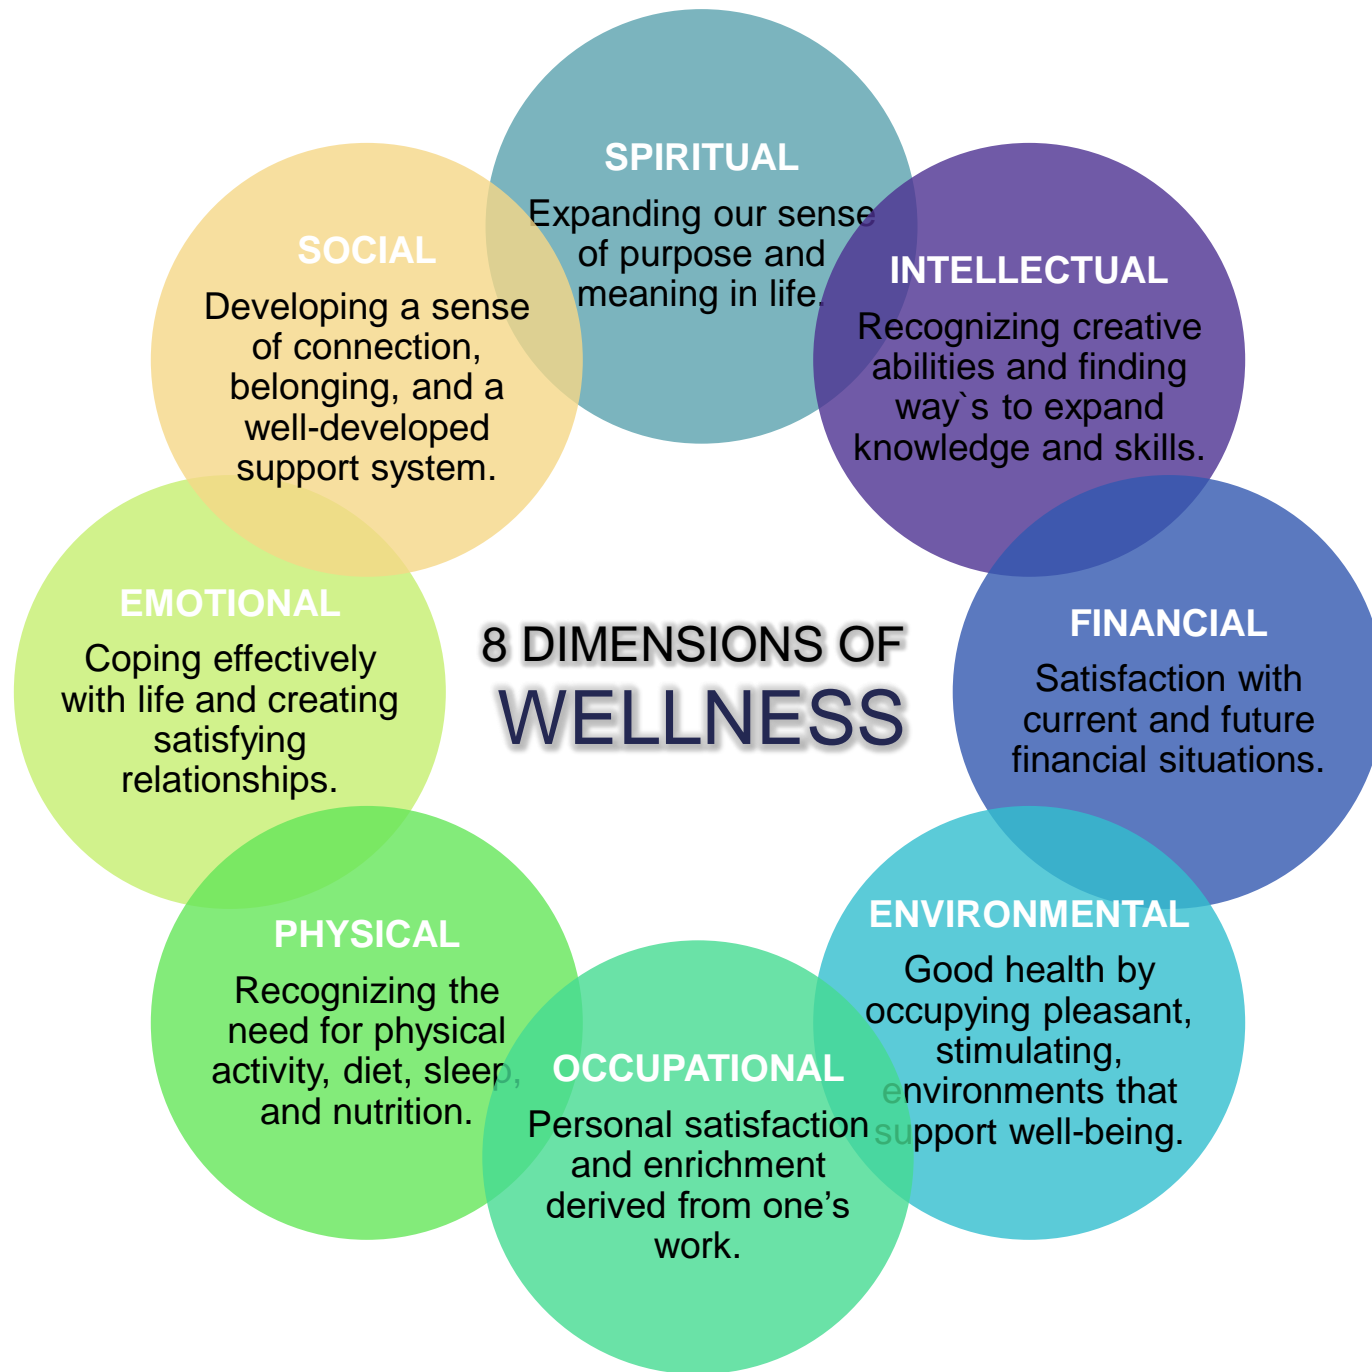 SPIRITUAL
Expanding our sense
of purpose and
meaning in life.
INTELLECTUAL
Recognizing creative
abilities and finding
way`s to expand
knowledge and skills.
FINANCIAL
Satisfaction with
current and future
financial situations.
ENVIRONMENTAL
Good health by
occupying pleasant,
stimulating,
environments that
support well-being.
OCCUPATIONAL
Personal satisfaction
and enrichment
derived from one’s
work.
PHYSICAL
Recognizing the
need for physical
activity, diet, sleep,
and nutrition.
EMOTIONAL
Coping effectively
with life and creating
satisfying
relationships.
SOCIAL
Developing a sense
of connection,
belonging, and a
well-developed
support system.
8 DIMENSIONS OF
WELLNESS